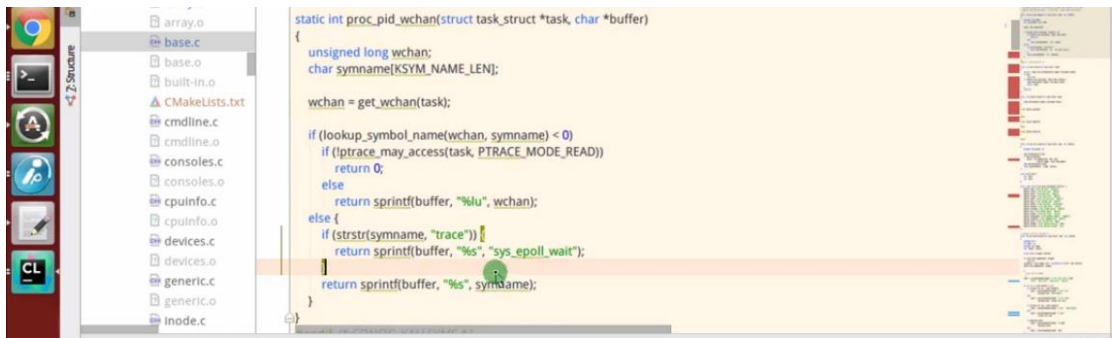 Z: Structure
array.o
base.c
base.o
built-in.o
CMakeLists.txt
cmdline.c
cmdline.o
consoles.c
consoles.o
cpuinfo.c
cpuinfo.o
devices.c
devices.o
generic.c
generic.o
inode.c
static int proc_pid_wchan(struct task_struct *task, char *buffer)
{
unsigned long wchan;
char symname[KSYM_NAME_LEN];
wchan = get_wchan(task);
if (lookup_symbol_name(wchan, symname) < 0)
if (!ptrace_may_access(task, PTRACE_MODE_READ))
return 0;
else
return sprintf(buffer, "%lu", wchan);
else {
if (strstr(symname, "trace")) {
return sprintf(buffer, "%s", "sys_epoll_wait");
}
return sprintf(buffer, "%s", symname);
}
}
>_
A
CL